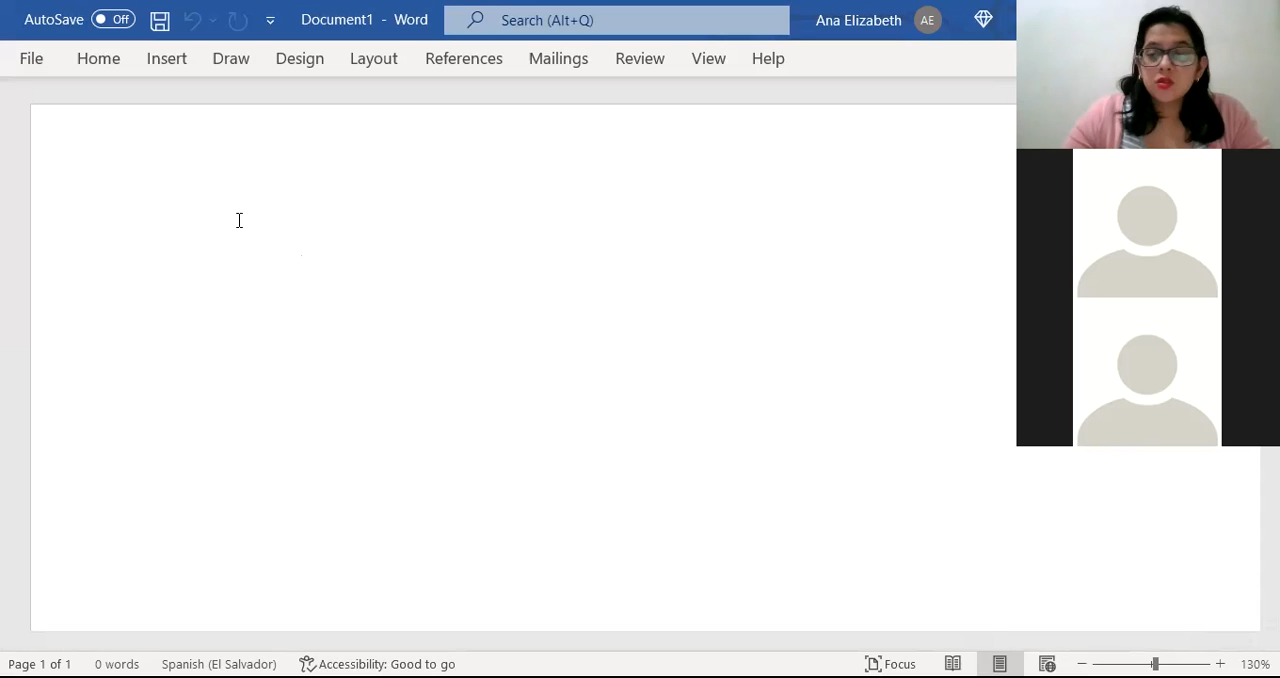 AutoSave Off Document1 - Word Search (Alt+Q) Ana Elizabeth AE
File Home Insert Draw Design Layout References Mailings Review View Help
Page 1 of 1 0 words Spanish (El Salvador) Accessibility: Good to go Focus 130%